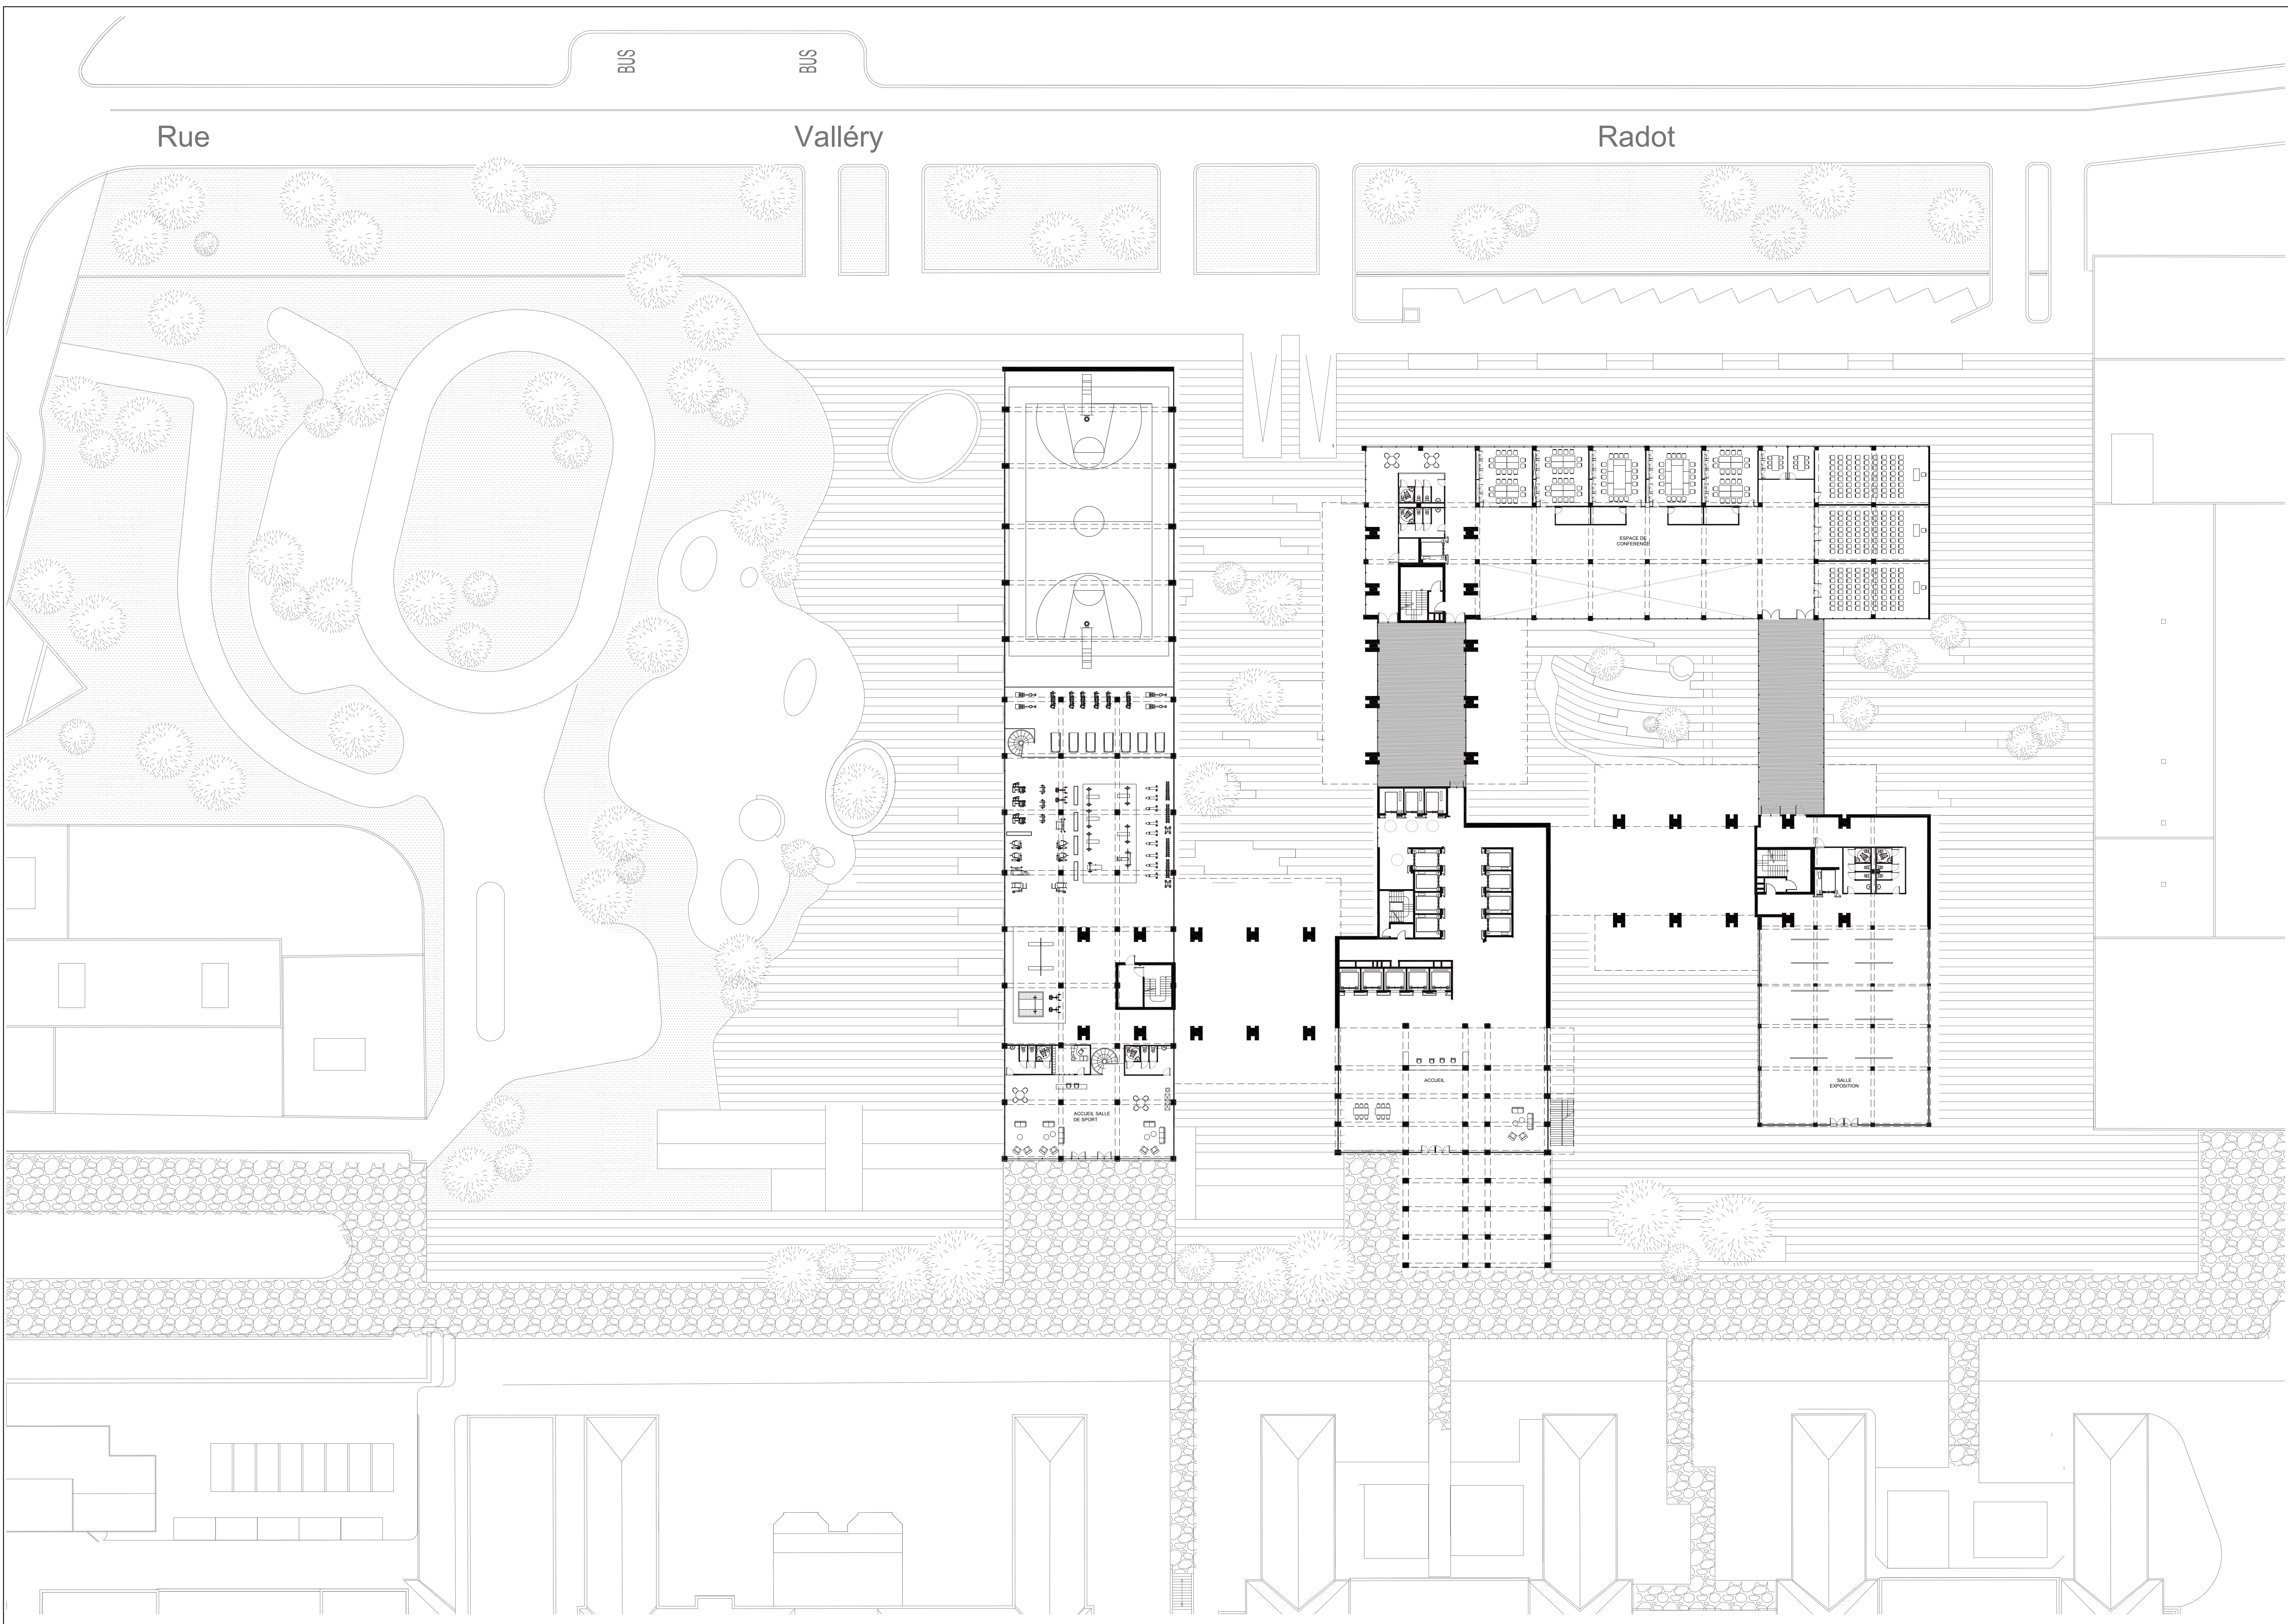 BUS
BUS
Rue
Valléry
Radot
ESPACE DE
CONFERENCE
ACCUEIL
SALLE
EXPOSITION
ACCUEIL SALLE
DE SPORT